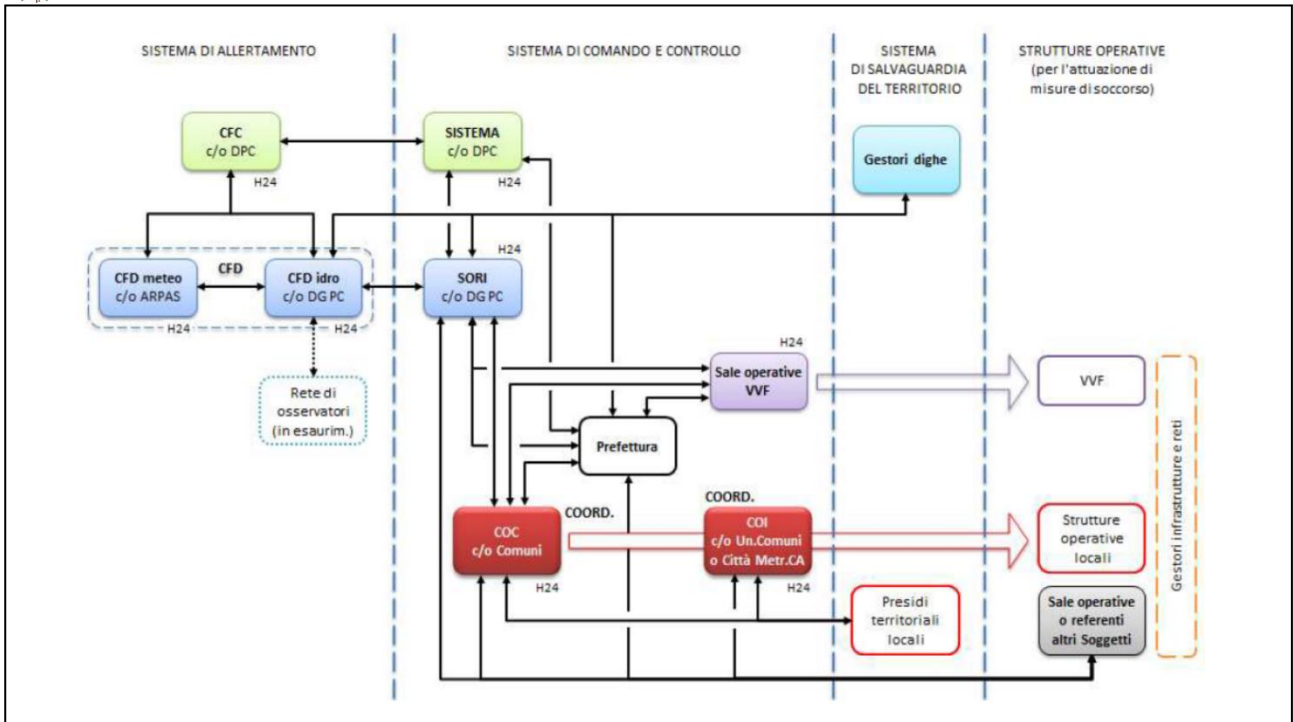 SISTEMA DI ALLERTAMENTO
SISTEMA DI COMANDO E CONTROLLO
SISTEMA
DI SALVAGUARDIA
DEL TERRITORIO
STRUTTURE OPERATIVE
(per l'attuazione di
misure di soccorso)
CFC
c/o DPC
H24
SISTEMA
c/o DPC
H24
Gestori dighe
CFD meteo
c/o ARPAS
H24
CFD
CFD idro
c/o DG PC
H24
H24
SORI
c/o DG PC
Rete di
osservatori
(in esaurim.)
H24
Sale operative
VVF
VVF
Prefettura
COORD.
COC
c/o Comuni
H24
COORD.
COI
c/o Un.Comuni
o Città Metr.CA
H24
Strutture
operative
locali
Presidi
territoriali
locali
Sale operative
o referenti
altri Soggetti
Gestori infrastrutture e reti